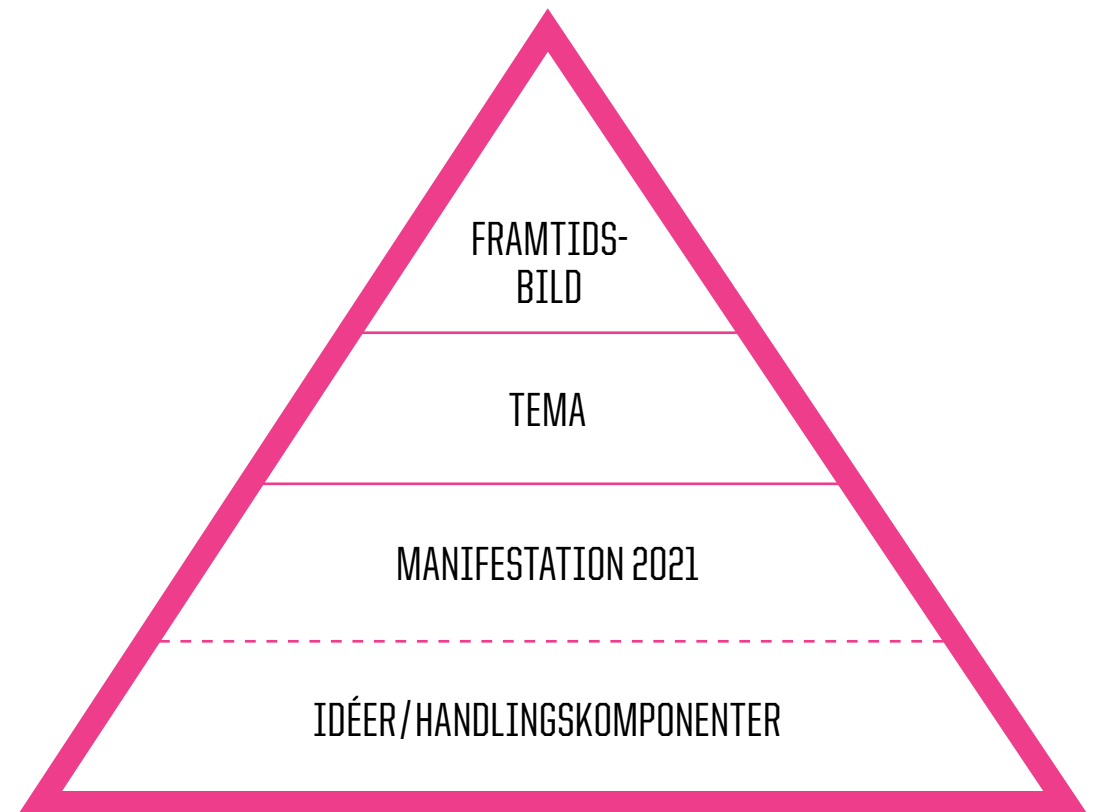 FRAMTIDS-
BILD
TEMA
MANIFESTATION 2021
IDÉER/HANDLINGSKOMPONENTER